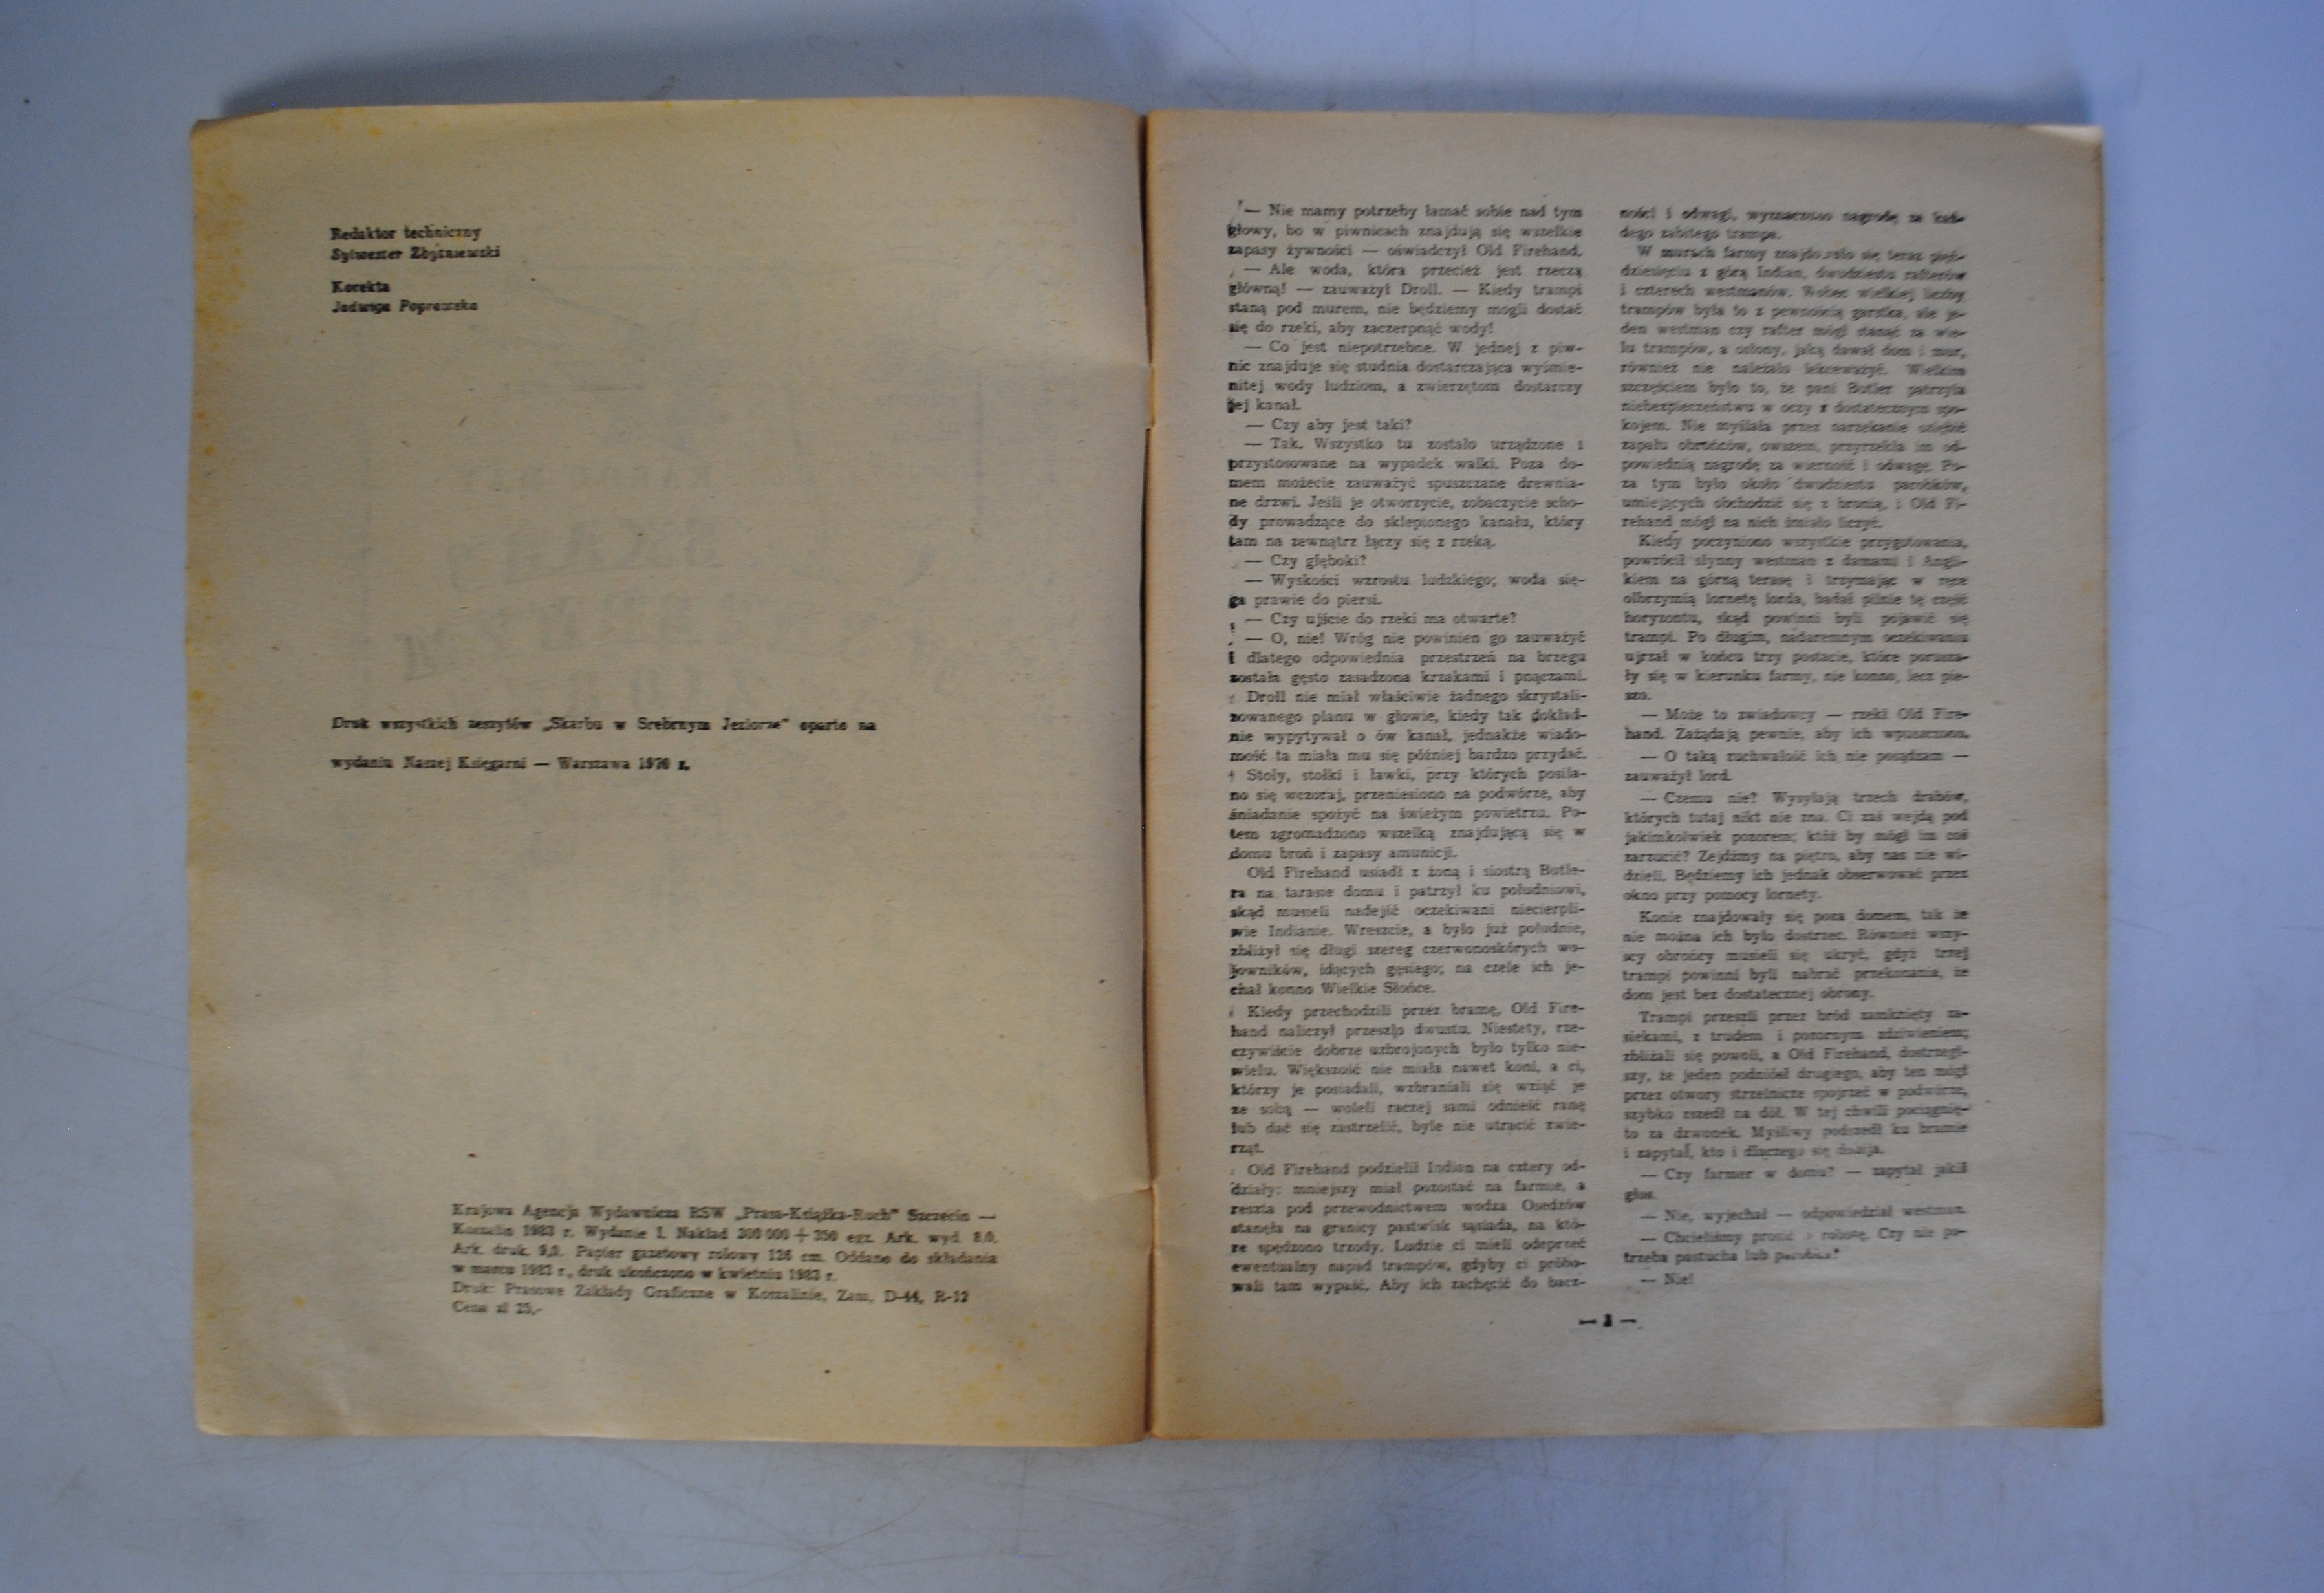 Redaktor techniczny
Sylwester Zbytniewski
Korekta
Jadwiga Poprawska
Druk wszystkich zeszytów „Skarbu w Srebrnym Jeziorze" oparto na
wydaniu Naszej Księgarni — Warszawa 1970 r.
Krajowa Agencja Wydawnicza RSW „Prasa-Książka-Ruch" Szczecin —
Koszalin 1983 r. Wydanie I. Nakład 300 000 + 350 egz. Ark. wyd. 8,0.
Ark. druk. 9,0. Papier gazetowy rolowy 126 cm. Oddano do składania
w marcu 1983 r., druk ukończono w kwietniu 1983 r.
Druk: Prasowe Zakłady Graficzne w Koszalinie, Zam. D-44, R-12
Cena zł 25,-
— Nie mamy potrzeby łamać sobie nad tym
głowy, bo w piwnicach znajdują się wszelkie
zapasy żywności — oświadczył Old Firehand.
— Ale woda, która przecież jest rzeczą
główną! — zauważył Droll. — Kiedy trampi
staną pod murem, nie będziemy mogli dostać
się do rzeki, aby zaczerpnąć wody!
— Co jest niepotrzebne. W jednej z piw-
nic znajduje się studnia dostarczająca wyśmie-
nitej wody ludziom, a zwierzętom dostarczy
jej kanał.
— Czy aby jest taki?
— Tak. Wszystko tu zostało urządzone i
przystosowane na wypadek walki. Poza do-
mem możecie zauważyć spuszczane drewnia-
ne drzwi. Jeśli je otworzycie, zobaczycie scho-
dy prowadzące do sklepionego kanału, który
tam na zewnątrz łączy się z rzeką.
— Czy głęboki?
— Wyskości wzrostu ludzkiego; woda się-
ga prawie do piersi.
— Czy ujście do rzeki ma otwarte?
— O, nie! Wróg nie powinien go zauważyć
i dlatego odpowiednia przestrzeń na brzegu
została gęsto zasadzona krzakami i pnączami.
Droll nie miał właściwie żadnego skrystali-
zowanego planu w głowie, kiedy tak dokład-
nie wypytywał o ów kanał, jednakże wiado-
mość ta miała mu się później bardzo przydać.
Stoły, stołki i ławki, przy których posila-
no się wczoraj, przeniesiono na podwórze, aby
śniadanie spożyć na świeżym powietrzu. Po-
tem zgromadzono wszelką znajdującą się w
domu broń i zapasy amunicji.
Old Firehand usiadł z żoną i siostrą Butle-
ra na tarasie domu i patrzył ku południowi,
skąd musieli nadejść oczekiwani niecierpli-
wie Indianie. Wreszcie, a było już południe,
zbliżył się długi szereg czerwonoskórych wo-
jowników, idących gęsiego; na czele ich je-
chał konno Wielkie Słońce.
Kiedy przechodzili przez bramę, Old Fire-
hand naliczył przeszło dwustu. Niestety, rze-
czywiście dobrze uzbrojonych było tylko nie-
wielu. Większość nie miała nawet koni, a ci,
którzy je posiadali, wzbraniali się wziąć je
ze sobą — woleli raczej sami odnieść ranę
lub dać się zastrzelić, byle nie utracić zwie-
rząt.
Old Firehand podzielił Indian na cztery od-
działy: mniejszy miał pozostać na farmie, a
reszta pod przewodnictwem wodza Osedżów
stanęła na granicy pastwisk sąsiada, na któ-
re spędzono trzody. Ludzie ci mieli odeprzeć
ewentualny napad trampów, gdyby ci próbo-
wali tam wypaść. Aby ich zachęcić do bacz-
ności i odwagi, wyznaczono nagrodę za każ-
dego zabitego trampa.
W murach farmy znajdowało się teraz pięć-
dziesięciu z górą Indian, dwudziestu rafterów
i czterech westmanów. Wobec wielkiej liczby
trampów była to z pewnością garstka, ale je-
den westman czy rafter mógł stanąć za wie-
lu trampów, a osłony, jaką dawał dom i mur,
również nie należało lekceważyć. Wielkim
szczęściem było to, że pani Butler patrzyła
niebezpieczeństwu w oczy z dostatecznym spo-
kojem. Nie myślała przez narzekanie oziębić
zapału obrońców, owszem, przyrzekła im od-
powiednią nagrodę za wierność i odwagę. Po-
za tym było około dwudziestu parobków,
umiejących obchodzić się z bronią, i Old Fi-
rehand mógł na nich śmiało liczyć.
Kiedy poczyniono wszystkie przygotowania,
powrócił słynny westman z damami i Angli-
kiem na górną terasę i trzymając w ręce
olbrzymią lornetę lorda, badał pilnie tę część
horyzontu, skąd powinni byli pojawić się
trampi. Po długim, nadaremnym oczekiwaniu
ujrzał w końcu trzy postacie, które porusza-
ły się w kierunku farmy, nie konno, lecz pie-
szo.
— Może to zwiadowcy — rzekł Old Fire-
hand. Zażądają pewnie, aby ich wpuszczono.
— O taką zuchwałość ich nie posądzam —
zauważył lord.
— Czemu nie? Wysyłają trzech drabów,
których tutaj nikt nie zna. Ci zaś wejdą pod
jakimkolwiek pozorem; któż by mógł im coś
zarzucić? Zejdźmy na piętro, aby nas nie wi-
dzieli. Będziemy ich jednak obserwować przez
okno przy pomocy lornety.
Konie znajdowały się poza domem, tak że
nie można ich było dostrzec. Również wszy-
scy obrońcy musieli się ukryć, gdyż trzej
trampi powinni byli nabrać przekonania, że
dom jest bez dostatecznej obrony.
Trampi przeszli przez bród zamknięty za-
siekami, z trudem i pozornym zdziwieniem;
zbliżali się powoli, a Old Firehand, dostrzegł-
szy, że jeden podniósł drugiego, aby ten mógł
przez otwory strzelnicze spojrzeć w podwórze,
szybko zszedł na dół. W tej chwili pociągnię-
to za dzwonek. Myśliwy podszedł ku bramie
i zapytał, kto i dlaczego się dobija.
— Czy farmer w domu? — zapytał jakiś
głos.
— Nie, wyjechał — odpowiedział westman.
— Chcieliśmy prosić o robotę. Czy nie po-
trzeba pastucha lub parobka?
— Nie!
— 3 —